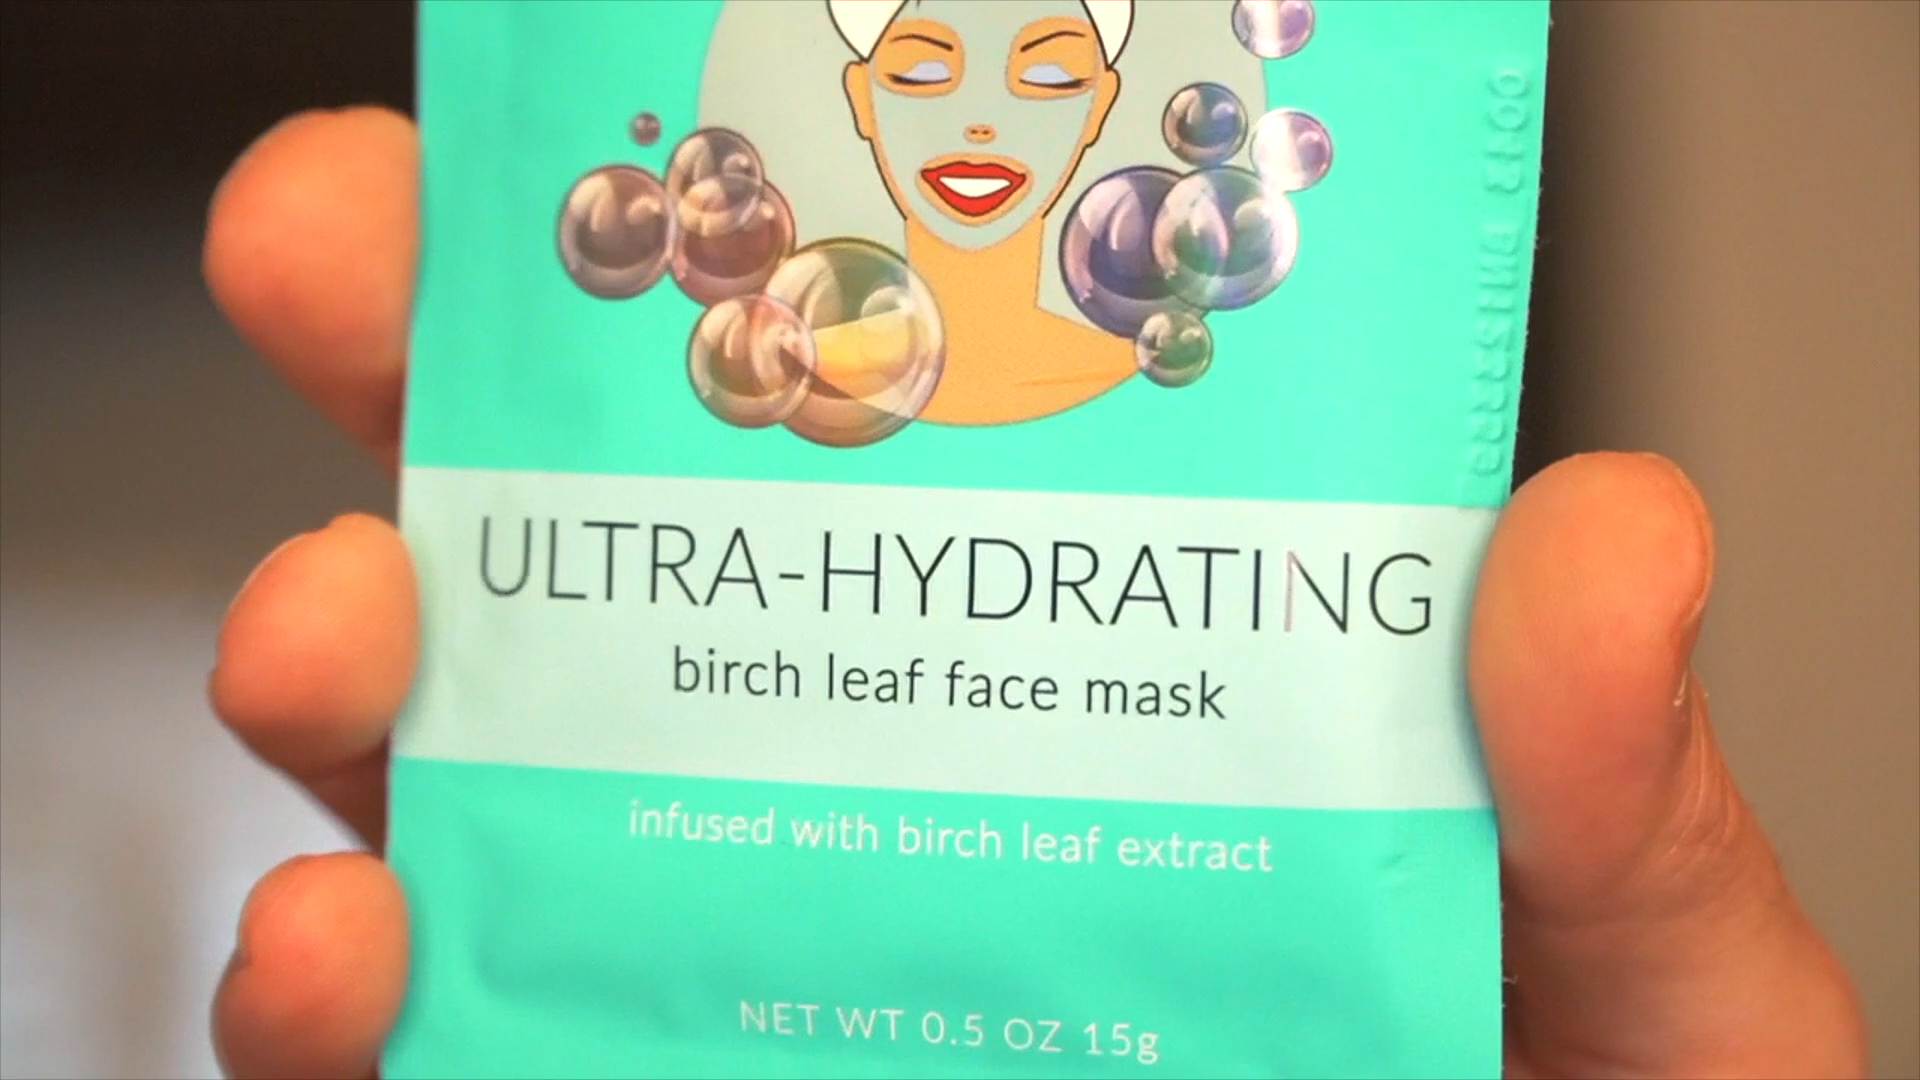 ULTRA-HYDRATING
birch leaf face mask
infused with birch leaf extract
NET WT 0.5 OZ 15g